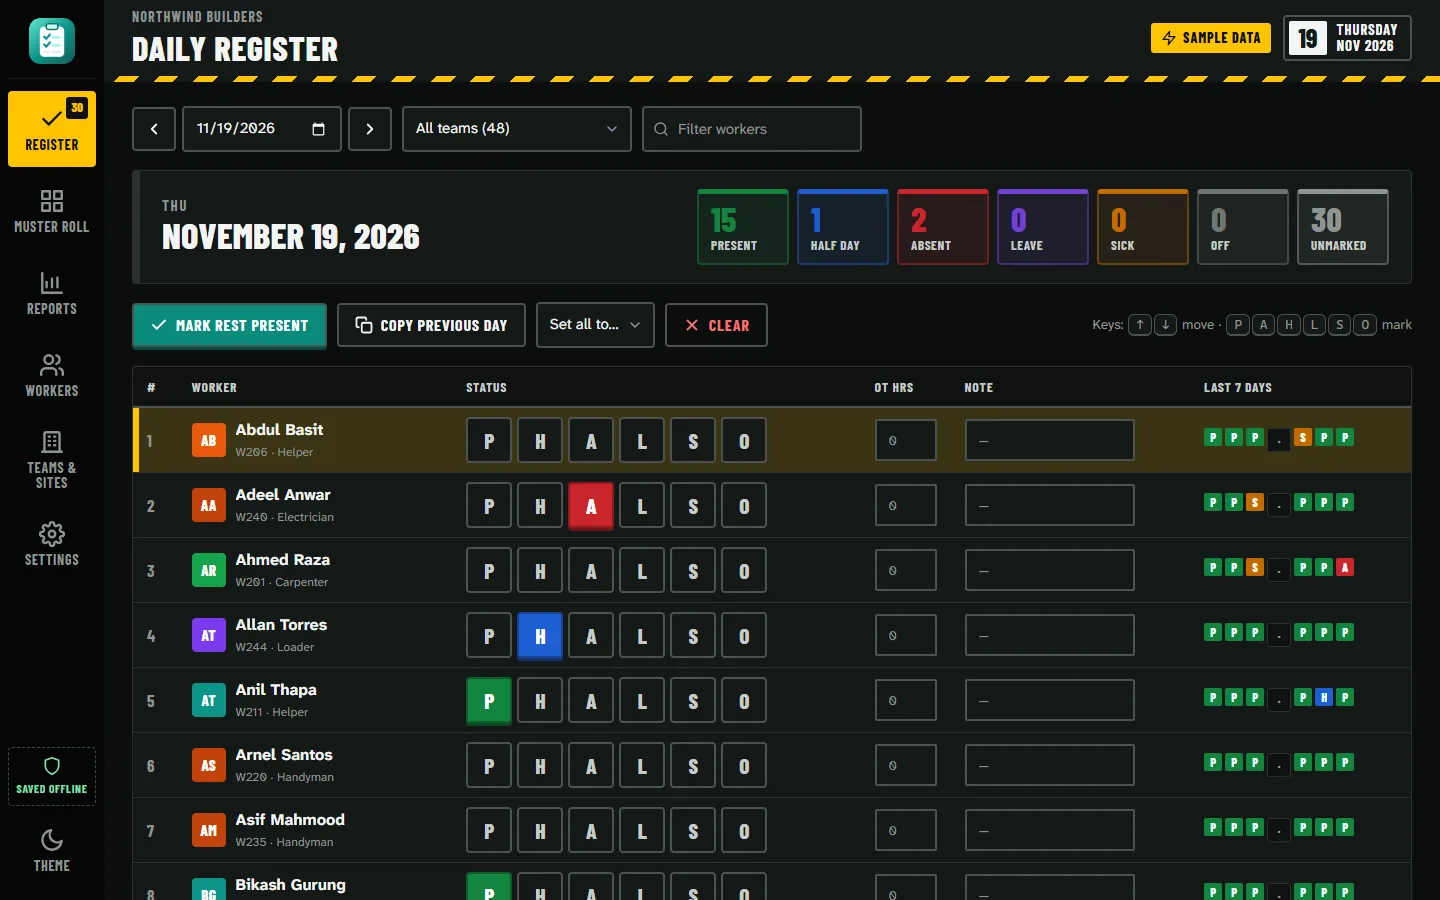 NORTHWIND BUILDERS
DAILY REGISTER
SAMPLE DATA
19
THURSDAY
NOV 2026
30
REGISTER
MUSTER ROLL
REPORTS
WORKERS
TEAMS &
SITES
SETTINGS
SAVED OFFLINE
THEME
11/19/2026
All teams (48)
Filter workers
THU
NOVEMBER 19, 2026
15
PRESENT
1
HALF DAY
2
ABSENT
0
LEAVE
0
SICK
0
OFF
30
UNMARKED
MARK REST PRESENT
COPY PREVIOUS DAY
Set all to...
CLEAR
Keys: ↑ ↓ move · P A H L S O mark
# WORKER STATUS OT HRS NOTE LAST 7 DAYS
1 AB Abdul Basit P H A L S O 0 — P P P . S P P
W206 · Helper
2 AA Adeel Anwar P H A L S O 0 — P P S . P P P
W240 · Electrician
3 AR Ahmed Raza P H A L S O 0 — P P S . P P A
W201 · Carpenter
4 AT Allan Torres P H A L S O 0 — P P P . P P P
W244 · Loader
5 AT Anil Thapa P H A L S O 0 — P P P . P H P
W211 · Helper
6 AS Arnel Santos P H A L S O 0 — P P P . P P P
W220 · Handyman
7 AM Asif Mahmood P H A L S O 0 — P P P . P P P
W235 · Handyman
8 BG Bikash Gurung P H A L S O 0 — P P P . P P P